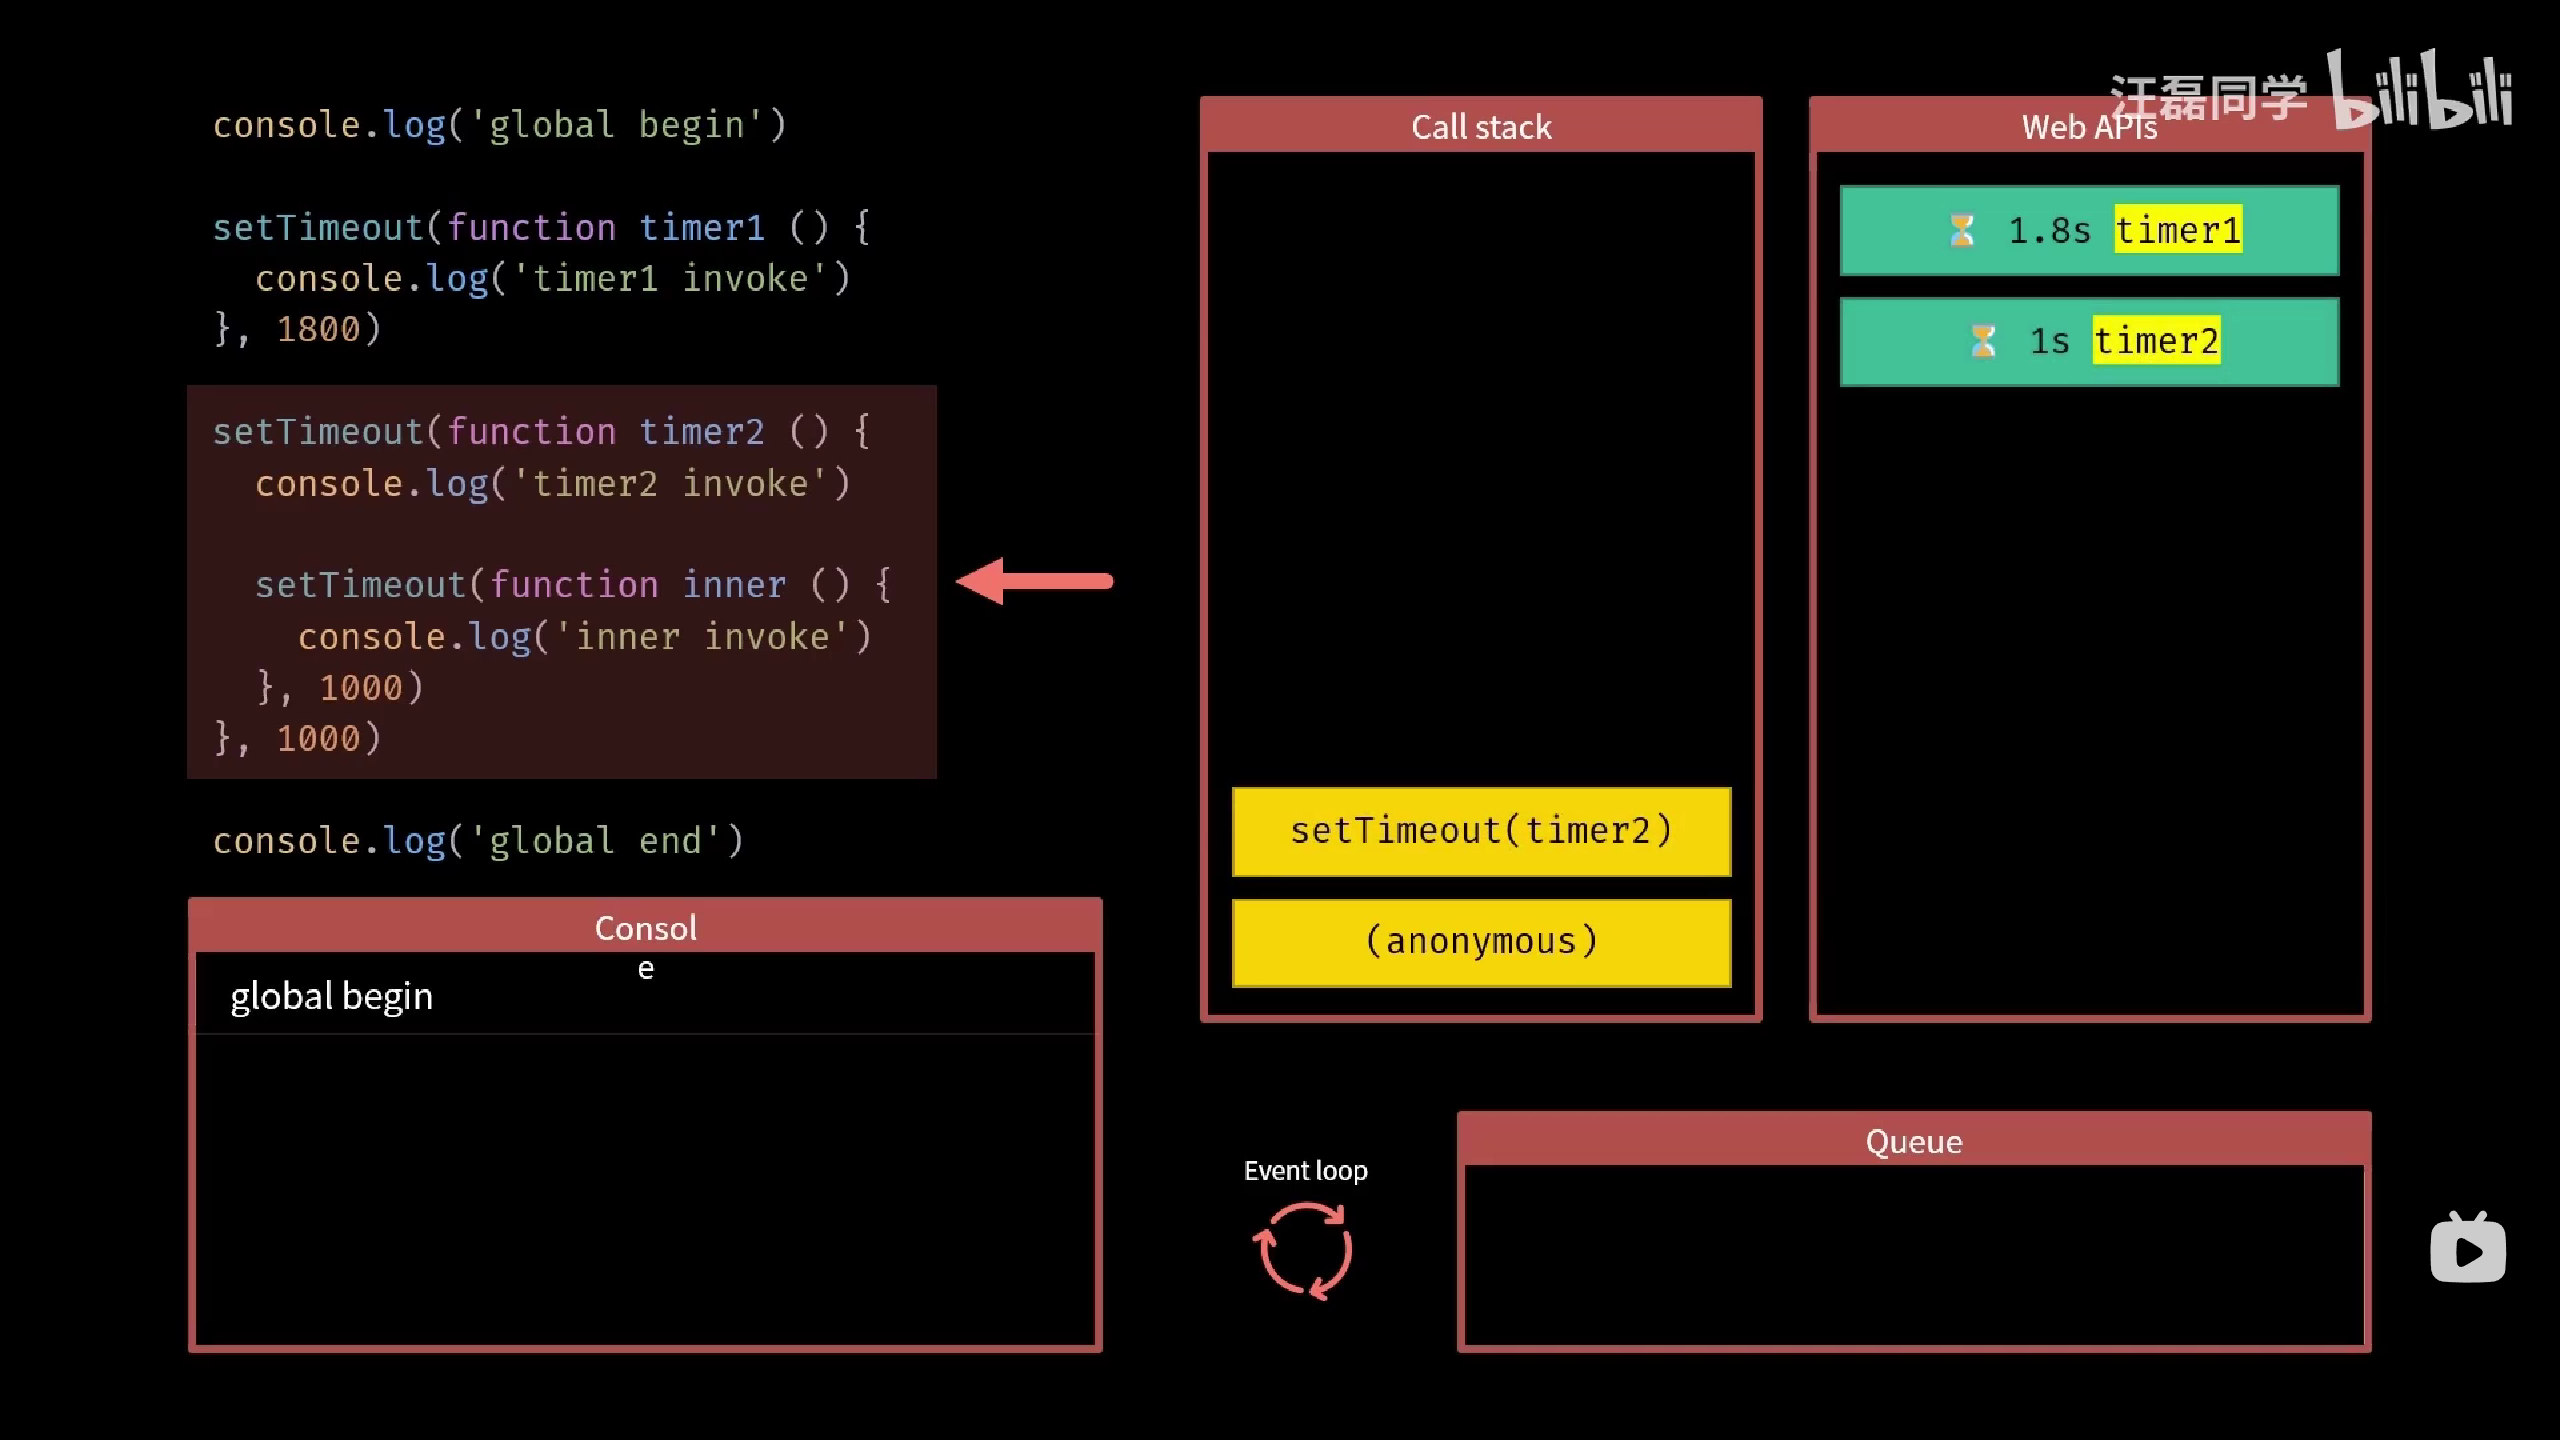 console.log('global begin')
setTimeout(function timer1 () {
  console.log('timer1 invoke')
}, 1800)
setTimeout(function timer2 () {
  console.log('timer2 invoke')
  setTimeout(function inner () {
    console.log('inner invoke')
  }, 1000)
}, 1000)
console.log('global end')
Consol
e
global begin
Call stack
setTimeout(timer2)
(anonymous)
汪磊同学 bilibili
Web APIs
⏳ 1.8s timer1
⏳ 1s timer2
Event loop
Queue